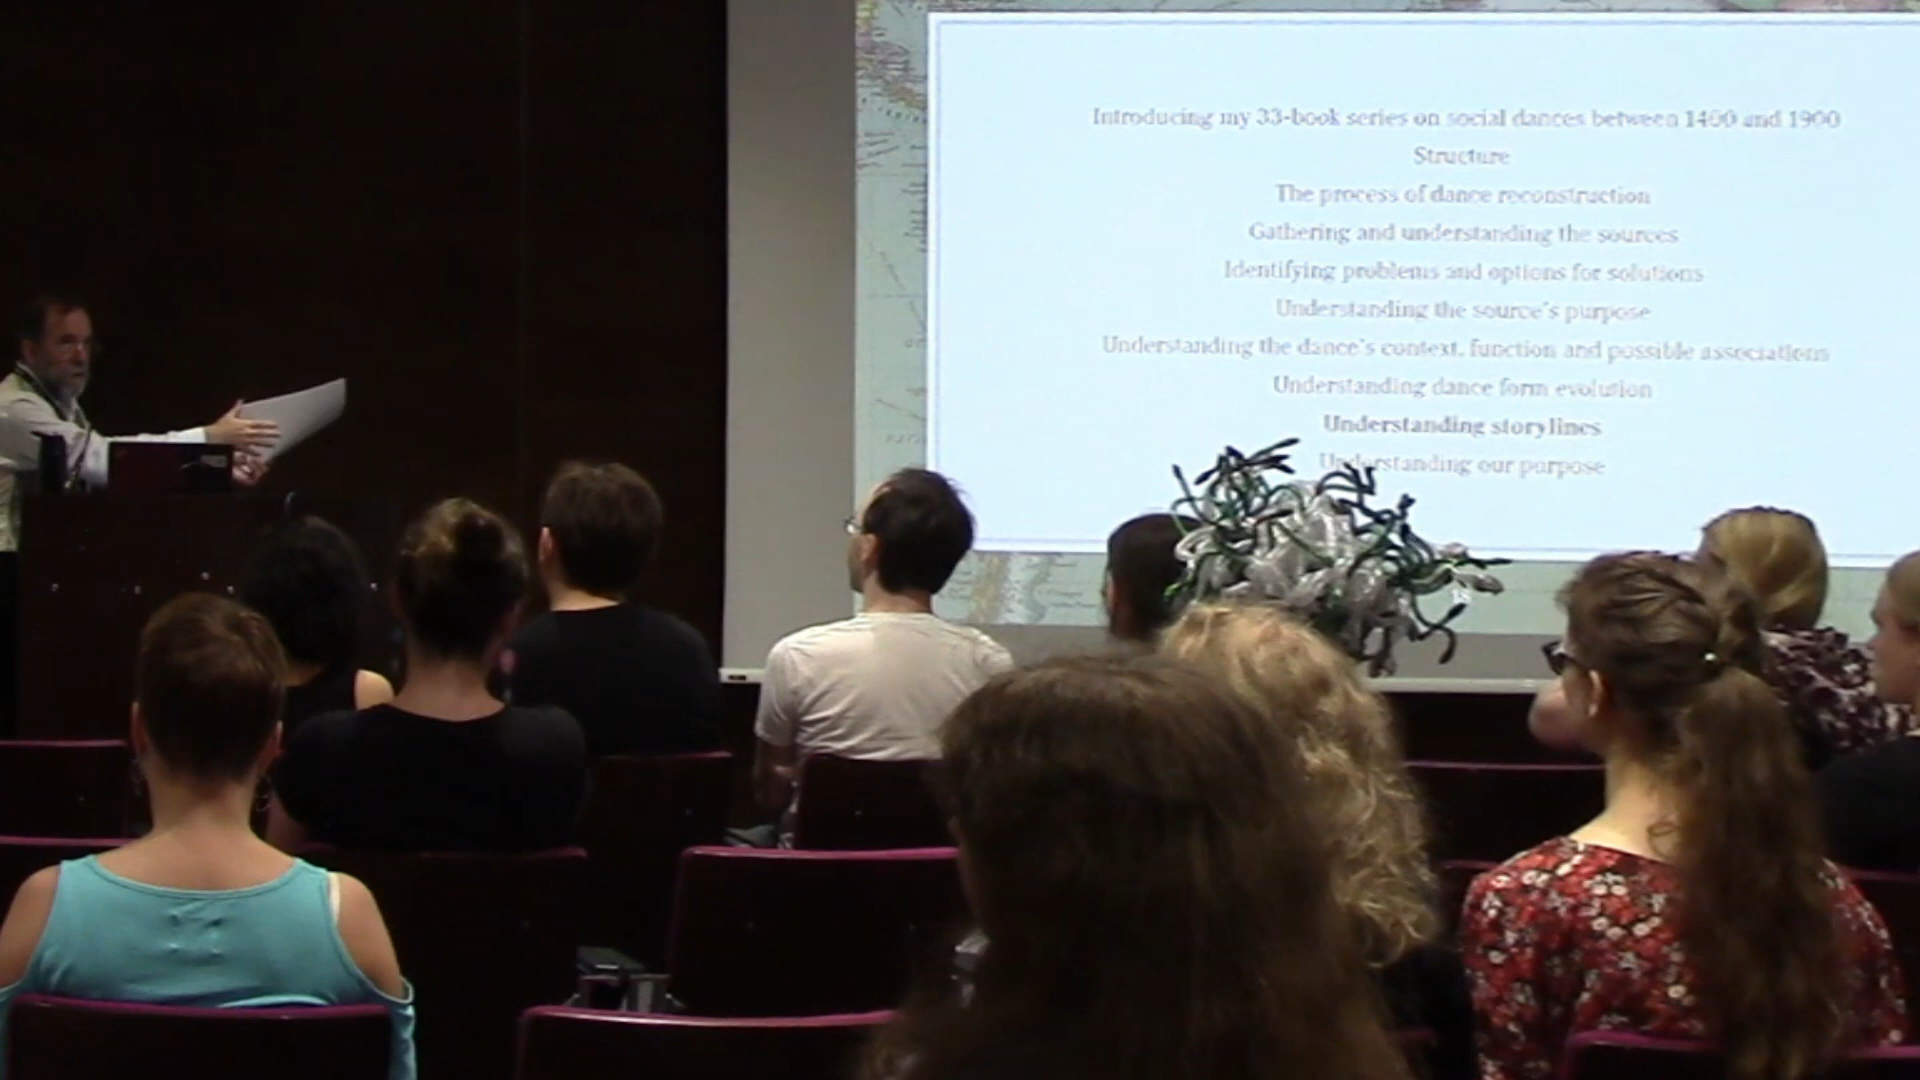 Introducing my 33-book series on social dances between 1400 and 1900
Structure
The process of dance reconstruction
Gathering and understanding the sources
Identifying problems and options for solutions
Understanding the source's purpose
Understanding the dance's context, function and possible associations
Understanding dance form evolution
Understanding storylines
Understanding our purpose